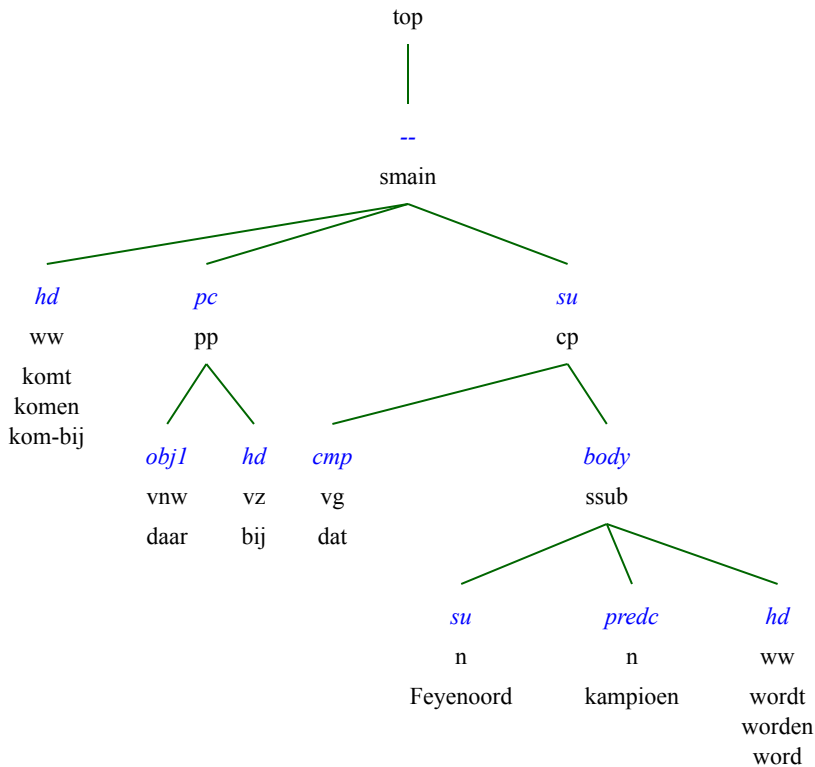 top
--
smain
hd pc su
ww pp cp
komt
komen
kom-bij
obj1 hd cmp body
vnw vz vg ssub
daar bij dat
su predc hd
n n ww
Feyenoord kampioen wordt
worden
word